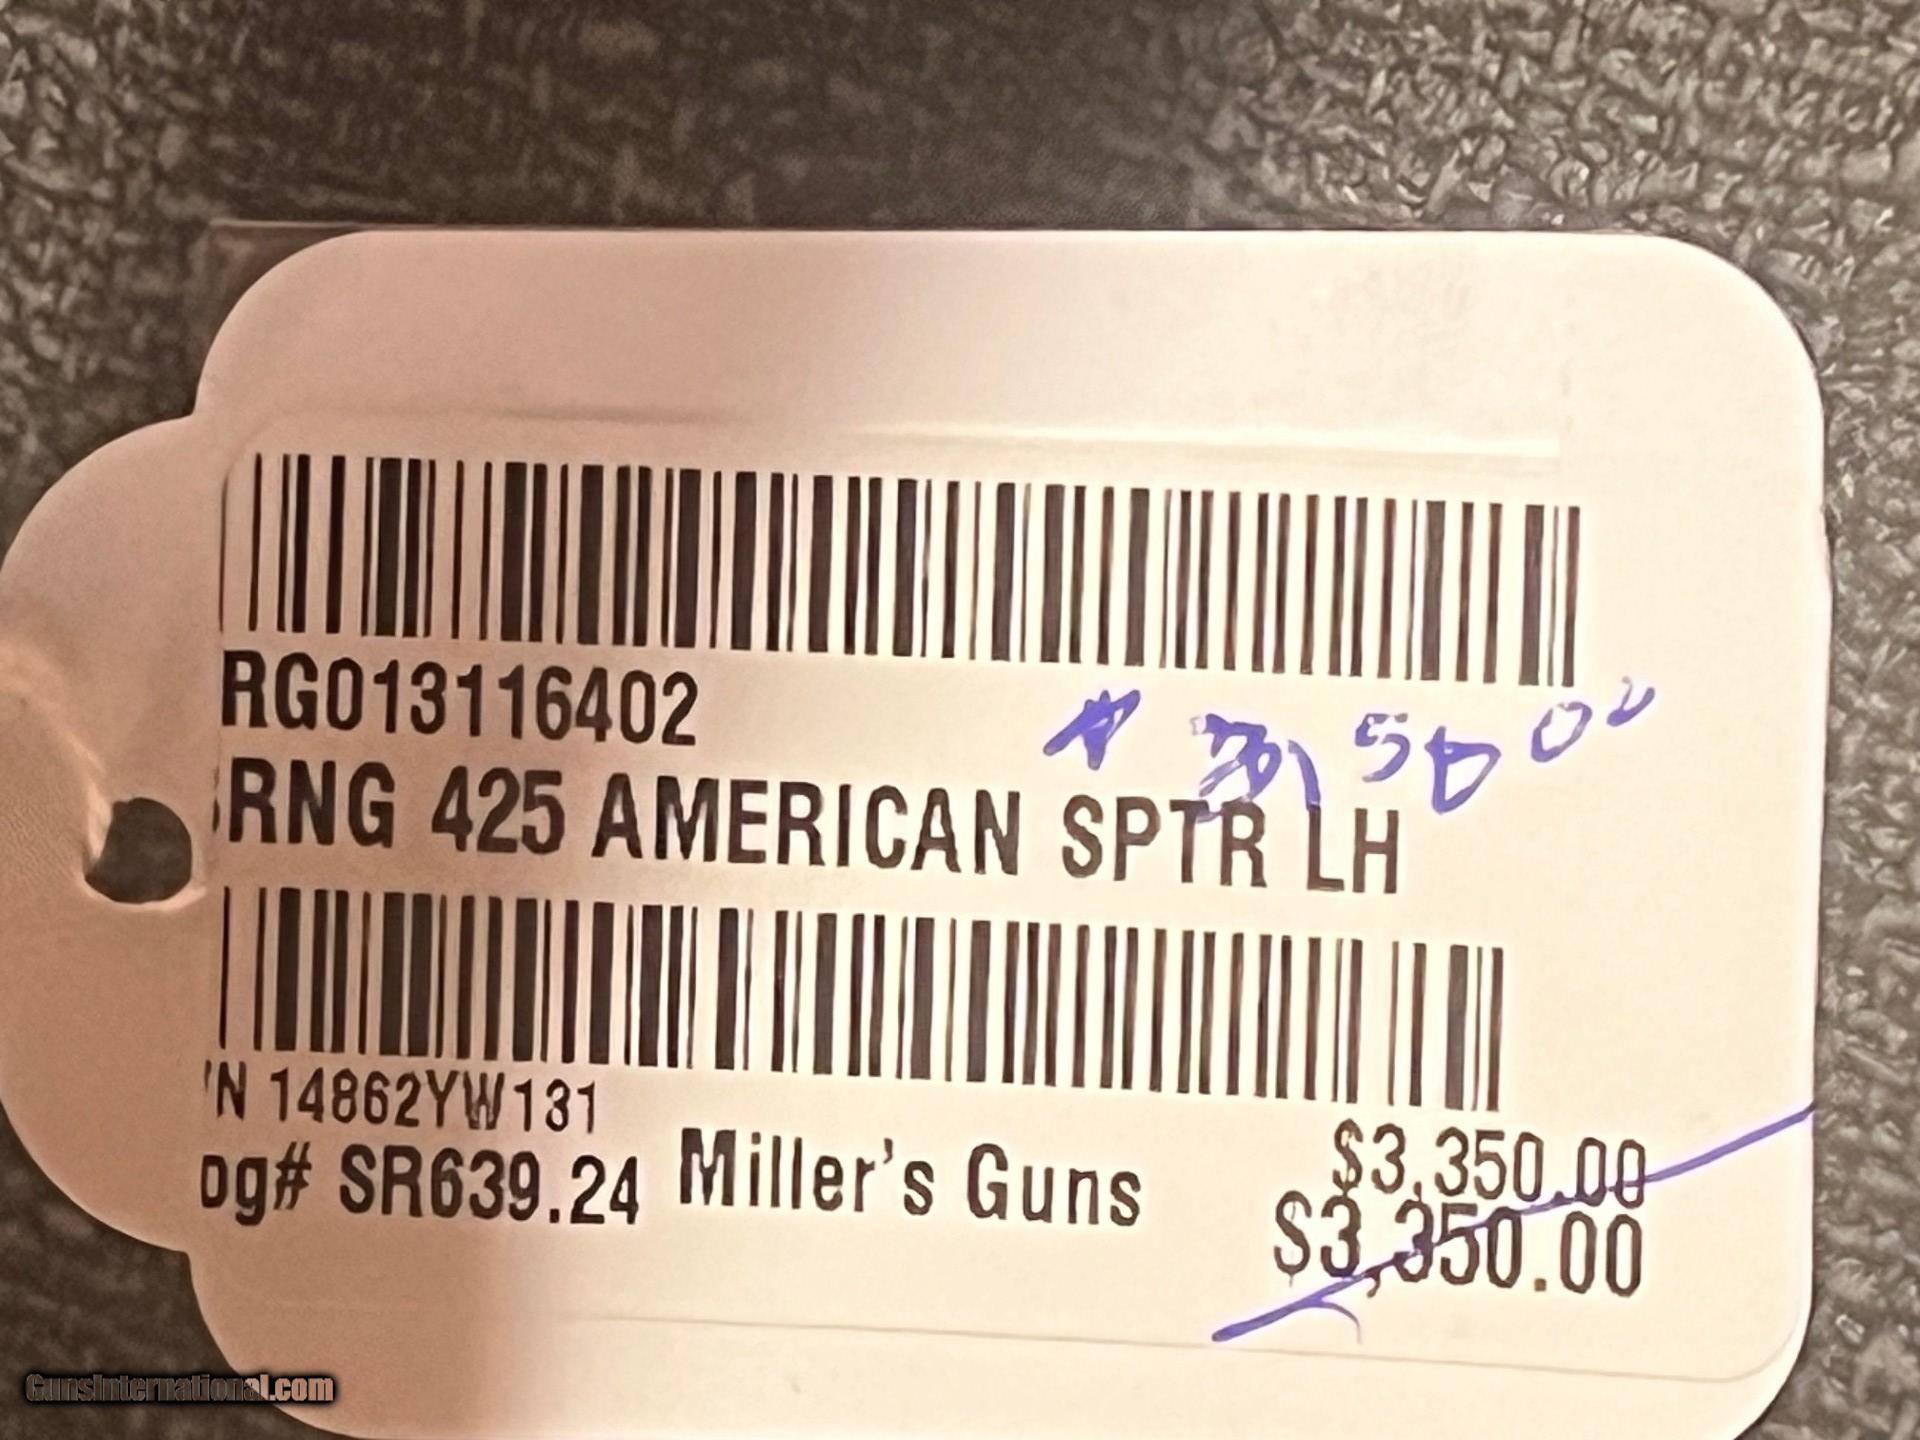 RG013116402
RNG 425 AMERICAN SPTR LH
N 14862YW131
og# SR639.24 Miller's Guns
$3,350.00
$3,350.00
GunsInternational.com